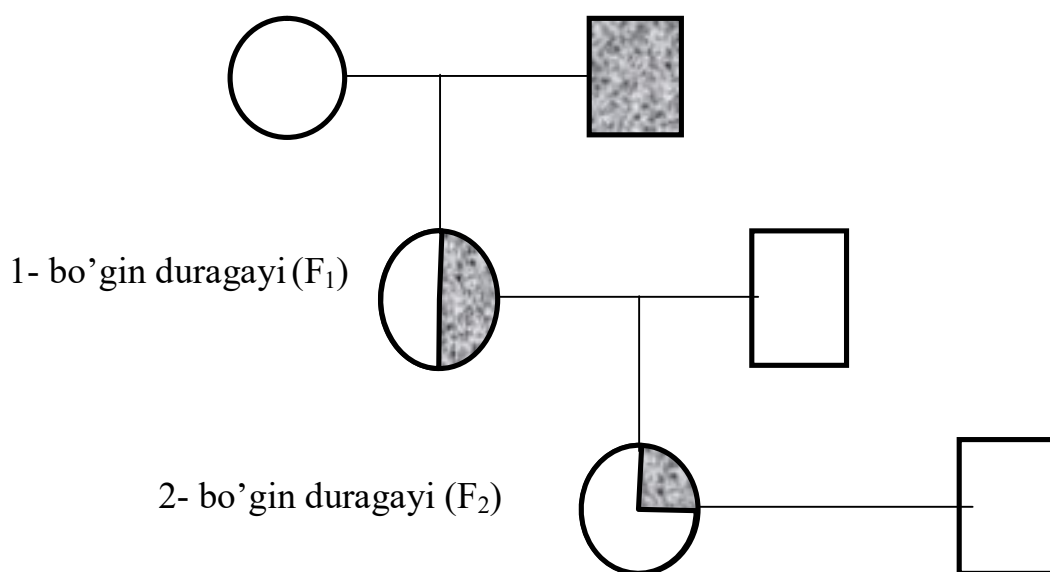 1- bo’gin duragayi (F₁)
2- bo’gin duragayi (F₂)